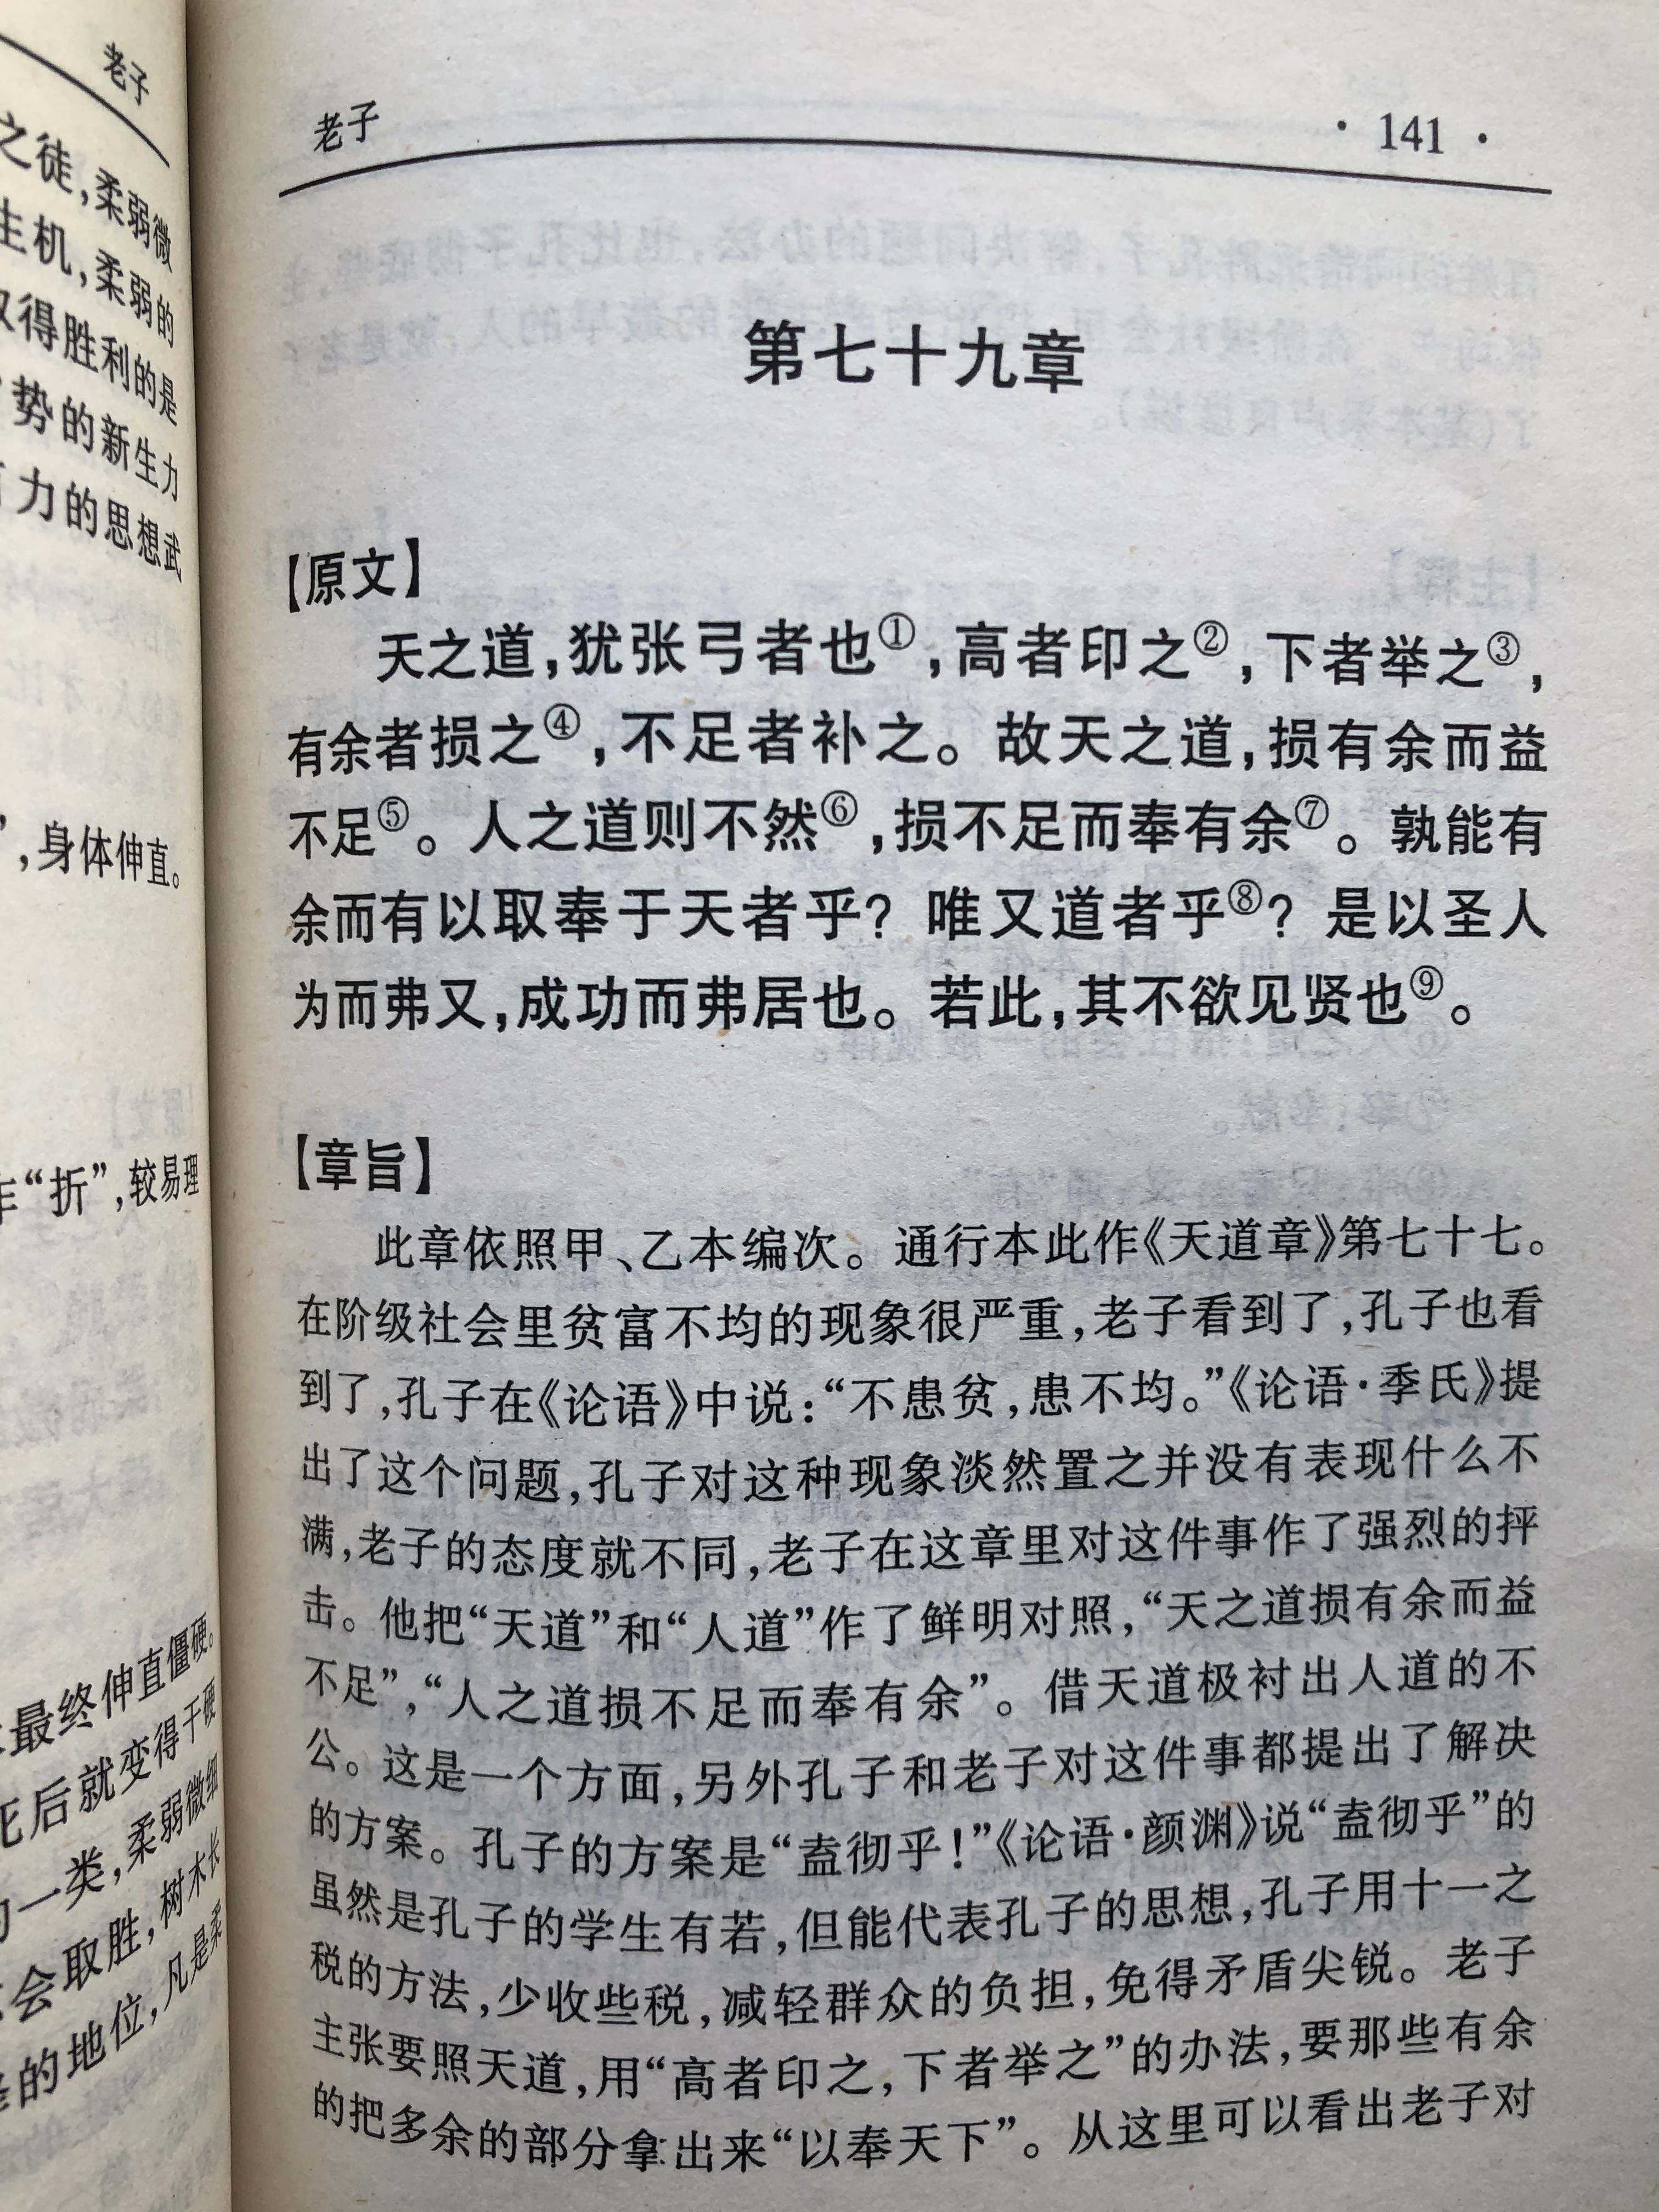 老子
之徒，柔弱微
生机，柔弱的
取得胜利的是
势的新生力
力的思想武
”，身体伸直。
作“折”，较易理
最终伸直僵硬。
死后就变得干硬
的一类，柔弱微细
会取胜，树木长
的地位，凡是柔
老子
·141·
第七十九章
【原文】
天之道，犹张弓者也①，高者印之②，下者举之③，
有余者损之④，不足者补之。故天之道，损有余而益
不足⑤。人之道则不然⑥，损不足而奉有余⑦。孰能有
余而有以取奉于天者乎？唯又道者乎⑧？是以圣人
为而弗又，成功而弗居也。若此，其不欲见贤也⑨。
【章旨】
此章依照甲、乙本编次。通行本此作《天道章》第七十七。
在阶级社会里贫富不均的现象很严重，老子看到了，孔子也看
到了，孔子在《论语》中说：“不患贫，患不均。”《论语·季氏》提
出了这个问题，孔子对这种现象淡然置之并没有表现什么不
满，老子的态度就不同，老子在这章里对这件事作了强烈的抨
击。他把“天道”和“人道”作了鲜明对照，“天之道损有余而益
不足”，“人之道损不足而奉有余”。借天道极衬出人道的不
公。这是一个方面，另外孔子和老子对这件事都提出了解决
的方案。孔子的方案是“盍彻乎！”《论语·颜渊》说“盍彻乎”的
虽然是孔子的学生有若，但能代表孔子的思想，孔子用十一之
税的方法，少收些税，减轻群众的负担，免得矛盾尖锐。老子
主张要照天道，用“高者印之，下者举之”的办法，要那些有余
的把多余的部分拿出来“以奉天下”。从这里可以看出老子对